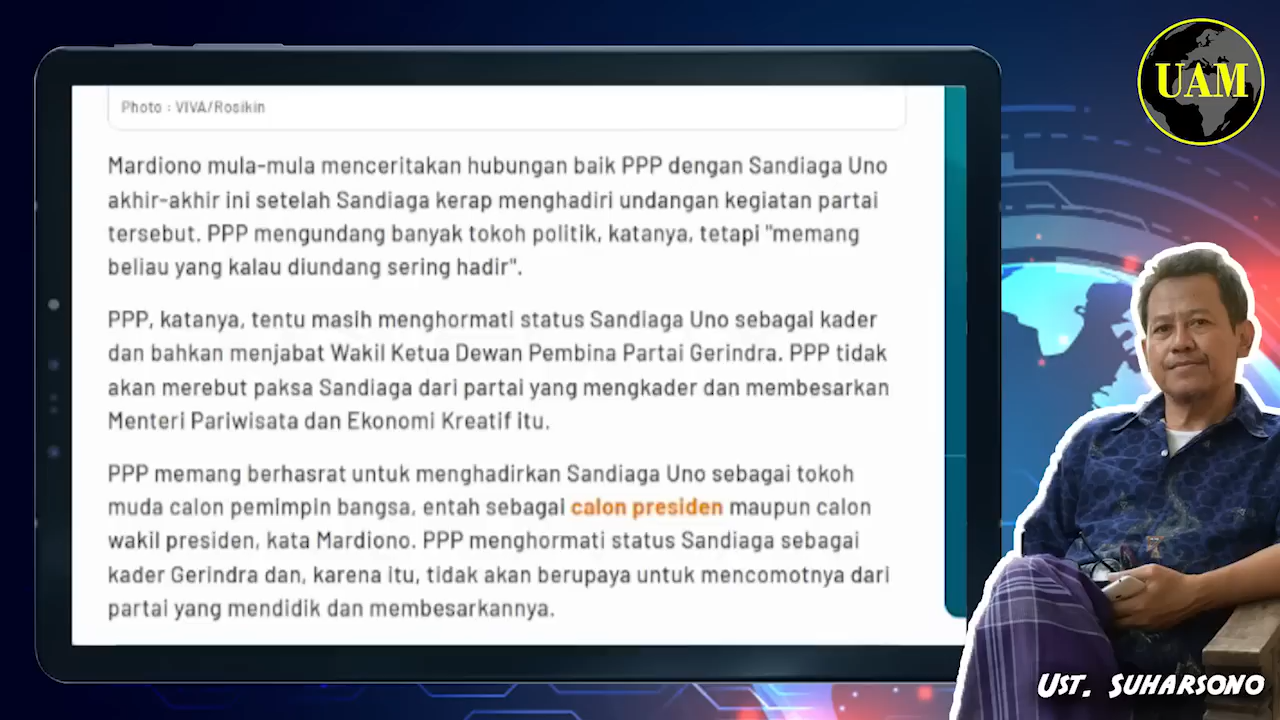 Photo : VIVA/Rosikin
Mardiono mula-mula menceritakan hubungan baik PPP dengan Sandiaga Uno
akhir-akhir ini setelah Sandiaga kerap menghadiri undangan kegiatan partai
tersebut. PPP mengundang banyak tokoh politik, katanya, tetapi "memang
beliau yang kalau diundang sering hadir".
PPP, katanya, tentu masih menghormati status Sandiaga Uno sebagai kader
dan bahkan menjabat Wakil Ketua Dewan Pembina Partai Gerindra. PPP tidak
akan merebut paksa Sandiaga dari partai yang mengkader dan membesarkan
Menteri Pariwisata dan Ekonomi Kreatif itu.
PPP memang berhasrat untuk menghadirkan Sandiaga Uno sebagai tokoh
muda calon pemimpin bangsa, entah sebagai calon presiden maupun calon
wakil presiden, kata Mardiono. PPP menghormati status Sandiaga sebagai
kader Gerindra dan, karena itu, tidak akan berupaya untuk mencomotnya dari
partai yang mendidik dan membesarkannya.
UAM
UST. SUHARSONO